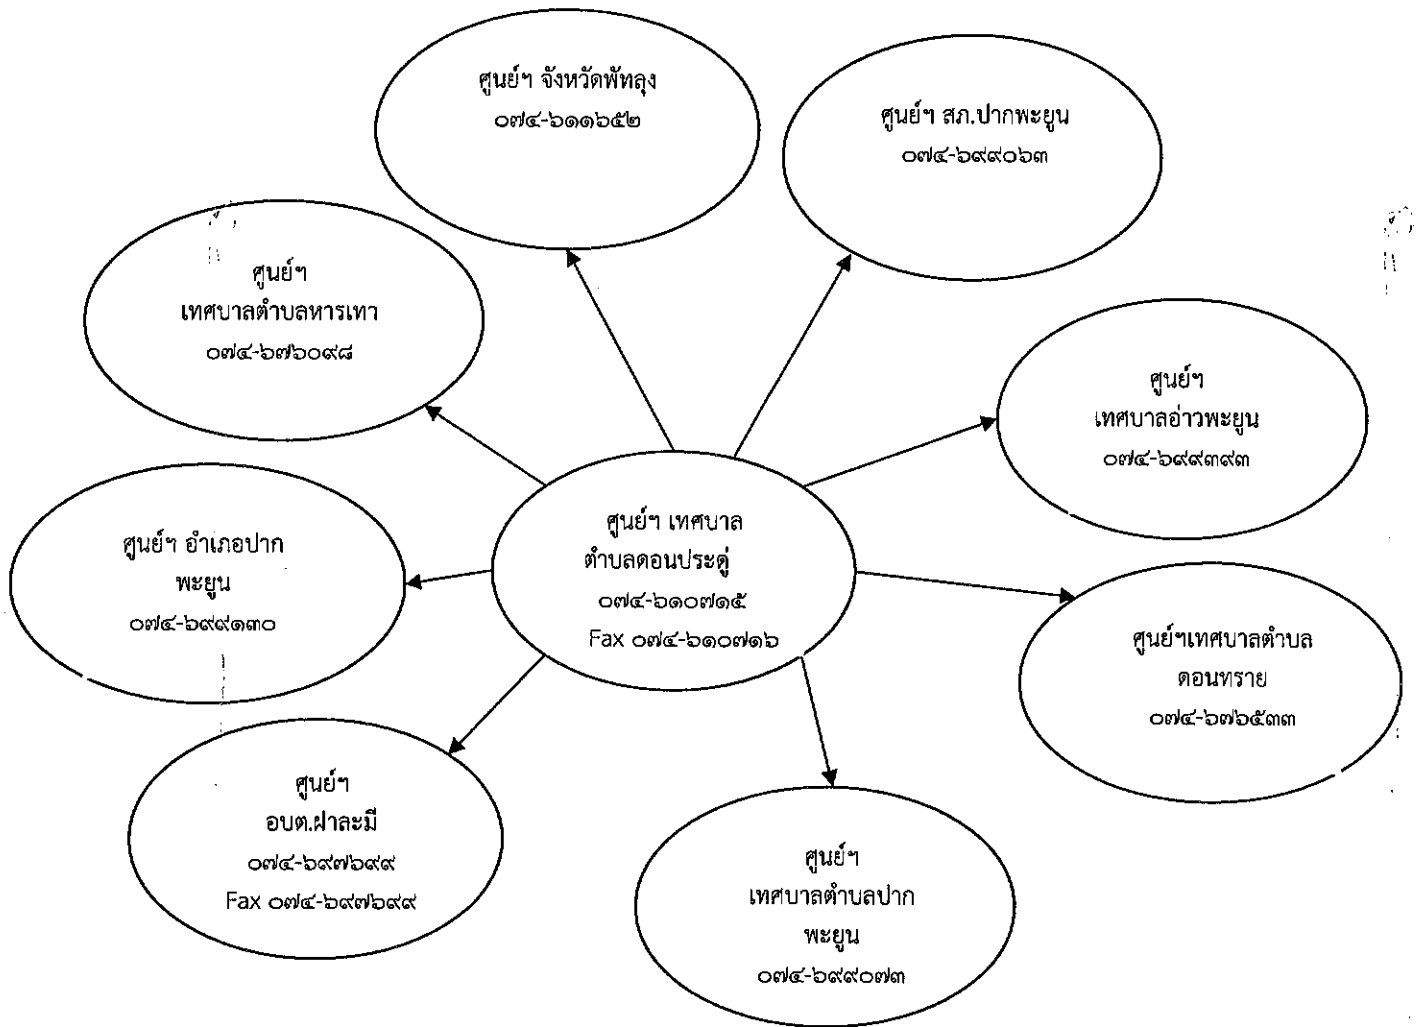 ศูนย์ฯ จังหวัดพัทลุง
๐๗๔-๖๑๑๖๕๒
ศูนย์ฯ สภ.ปากพะยูน
๐๗๔-๖๙๙๐๖๓
ศูนย์ฯ
เทศบาลตำบลหารเทา
๐๗๔-๖๗๖๐๙๘
ศูนย์ฯ
เทศบาลอ่าวพะยูน
๐๗๔-๖๙๙๓๙๓
ศูนย์ฯ อำเภอปาก
พะยูน
๐๗๔-๖๙๙๑๓๐
ศูนย์ฯ เทศบาล
ตำบลดอนประดู่
๐๗๔-๖๑๐๗๑๕
Fax ๐๗๔-๖๑๐๗๑๖
ศูนย์ฯเทศบาลตำบล
ดอนทราย
๐๗๔-๖๗๖๕๓๓
ศูนย์ฯ
อบต.ฝาละมี
๐๗๔-๖๙๗๖๙๙
Fax ๐๗๔-๖๙๗๖๙๙
ศูนย์ฯ
เทศบาลตำบลปาก
พะยูน
๐๗๔-๖๙๙๐๗๓